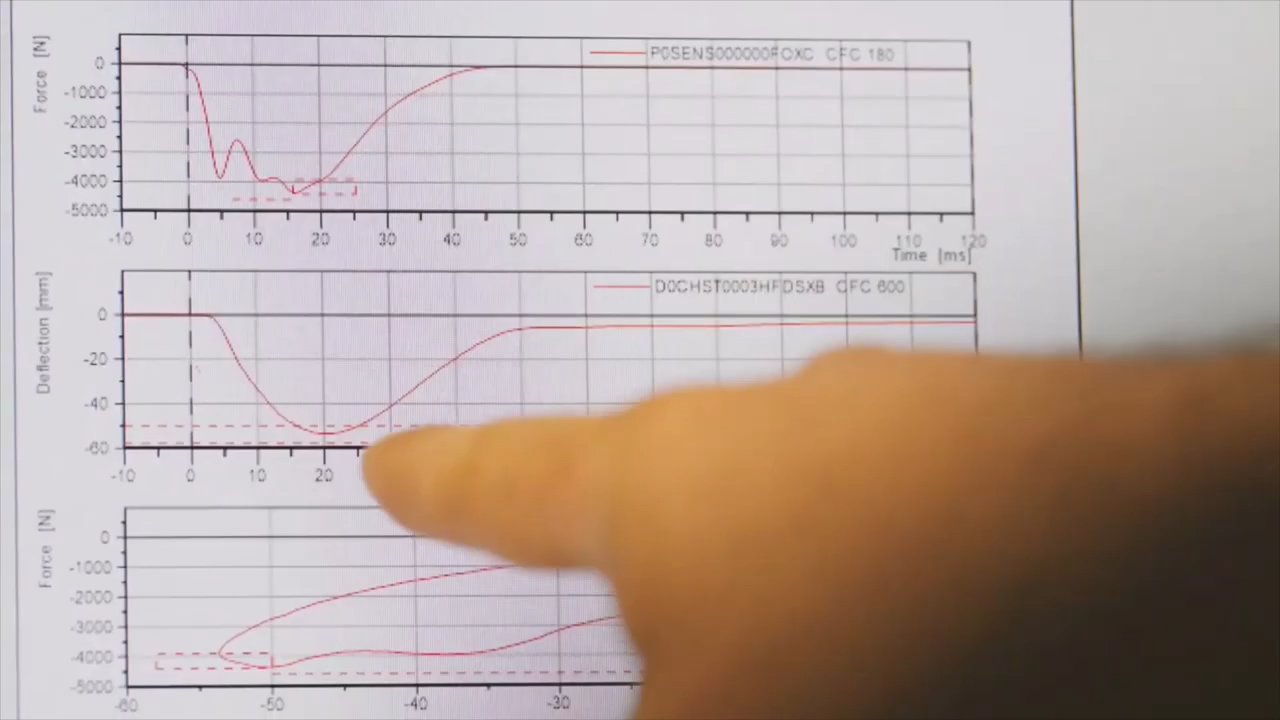 Force [N]
P0SENS000000FOXC CFC 180
0
-1000
-2000
-3000
-4000
-5000
-10 0 10 20 30 40 50 60 70 80 90 100 110 120
Time [ms]
Deflection [mm]
D0CHST0003HFDSXB CFC 600
0
-20
-40
-60
-10 0 10 20
Force [N]
0
-1000
-2000
-3000
-4000
-5000
-60 -50 -40 -30